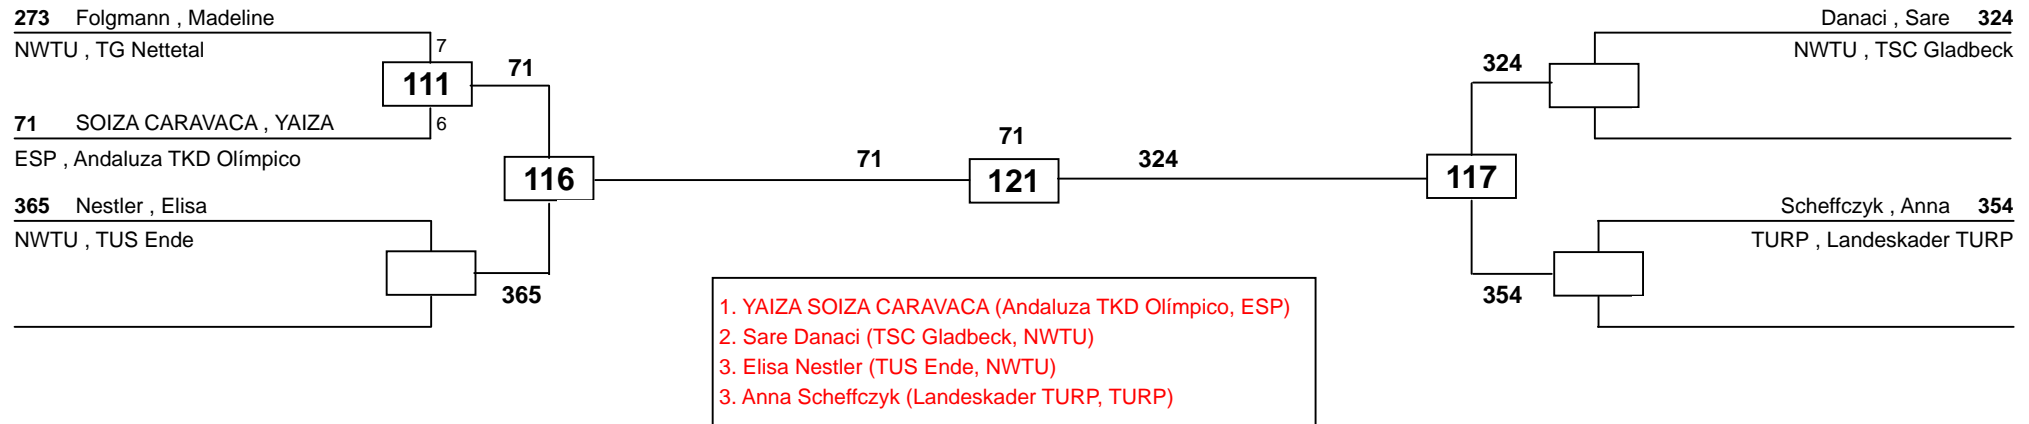 273 Folgmann , Madeline
NWTU , TG Nettetal
7
111
71
6
71 SOIZA CARAVACA , YAIZA
ESP , Andaluza TKD Olímpico
116
365 Nestler , Elisa
NWTU , TUS Ende
365
71
71
121
324
Danaci , Sare 324
NWTU , TSC Gladbeck
324
117
Scheffczyk , Anna 354
TURP , Landeskader TURP
354
1. YAIZA SOIZA CARAVACA (Andaluza TKD Olímpico, ESP)
2. Sare Danaci (TSC Gladbeck, NWTU)
3. Elisa Nestler (TUS Ende, NWTU)
3. Anna Scheffczyk (Landeskader TURP, TURP)